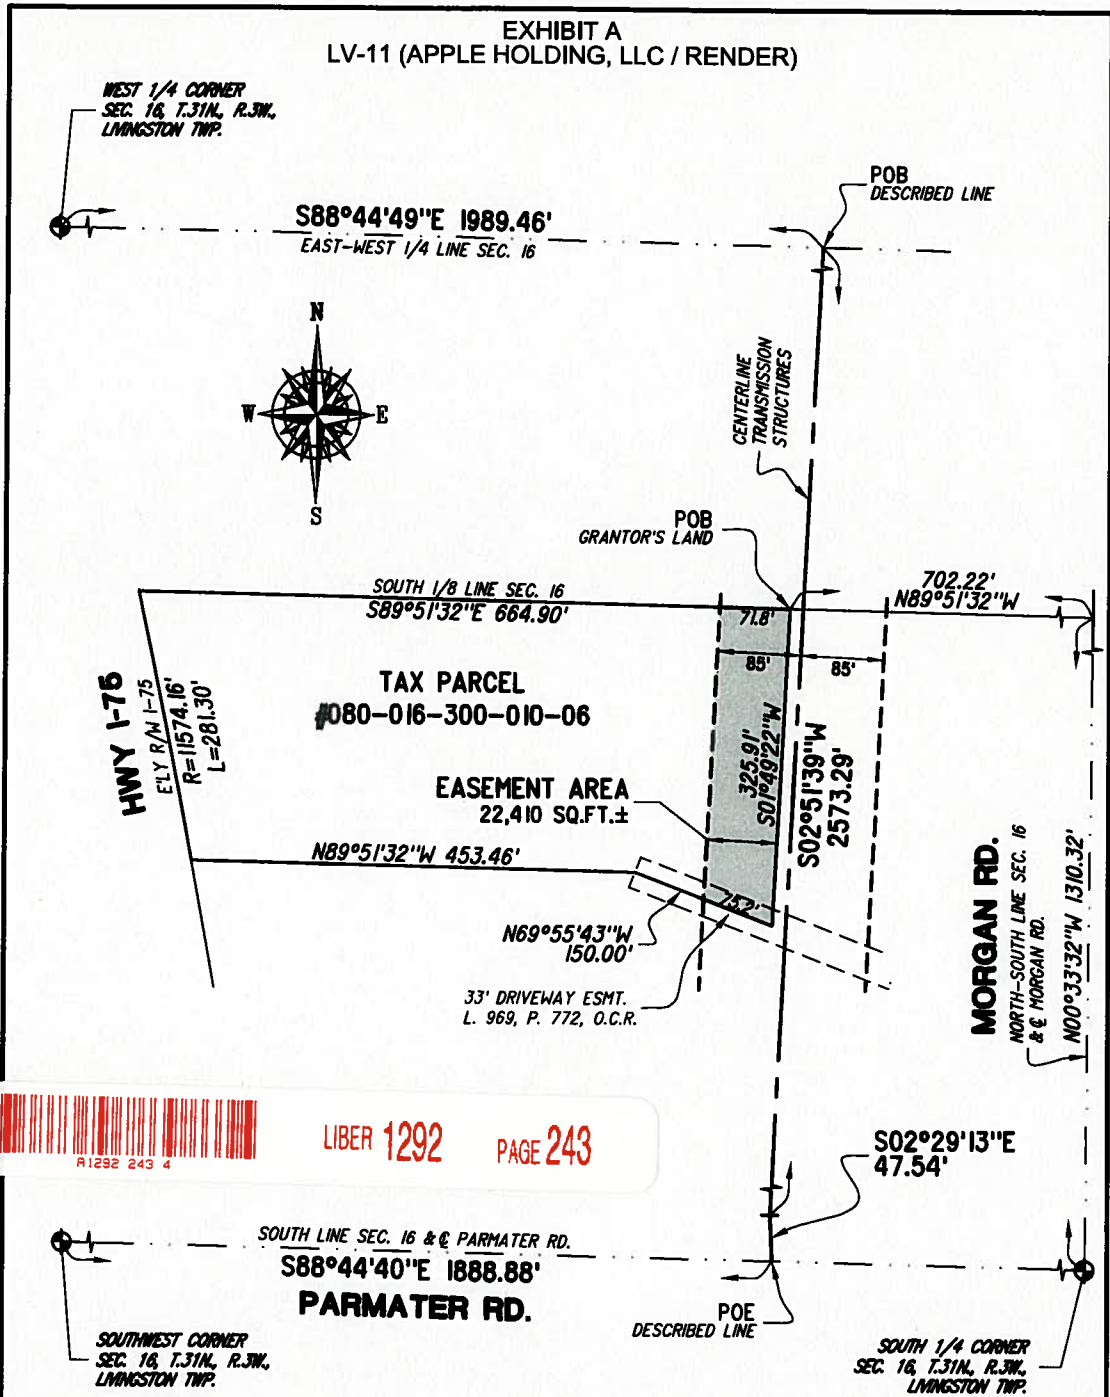 EXHIBIT A
LV-11 (APPLE HOLDING, LLC / RENDER)
WEST 1/4 CORNER
SEC. 16, T.31N., R.3W.,
LIVINGSTON TWP.
POB
DESCRIBED LINE
S88°44'49"E 1989.46'
EAST-WEST 1/4 LINE SEC. 16
N
W
E
S
CENTERLINE
TRANSMISSION
STRUCTURES
POB
GRANTOR'S LAND
SOUTH 1/8 LINE SEC. 16
S89°51'32"E 664.90'
702.22'
N89°51'32"W
71.8'
85'
85'
HWY I-75
E'LY R/W I-75
R=11574.16'
L=281.30'
TAX PARCEL
#080-016-300-010-06
EASEMENT AREA
22,410 SQ.FT.±
325.91'
S01°49'22"W
S02°51'39"W
2573.29'
N89°51'32"W 453.46'
75.2'
N69°55'43"W
150.00'
33' DRIVEWAY ESMT.
L. 969, P. 772, O.C.R.
MORGAN RD.
NORTH-SOUTH LINE SEC. 16
& ℄ MORGAN RD.
N00°33'32"W 1310.32'
A1292 243 4
LIBER 1292 PAGE 243
S02°29'13"E
47.54'
SOUTH LINE SEC. 16 & ℄ PARMATER RD.
S88°44'40"E 1888.88'
PARMATER RD.
POE
DESCRIBED LINE
SOUTHWEST CORNER
SEC. 16, T.31N., R.3W.,
LIVINGSTON TWP.
SOUTH 1/4 CORNER
SEC. 16, T.31N., R.3W.,
LIVINGSTON TWP.